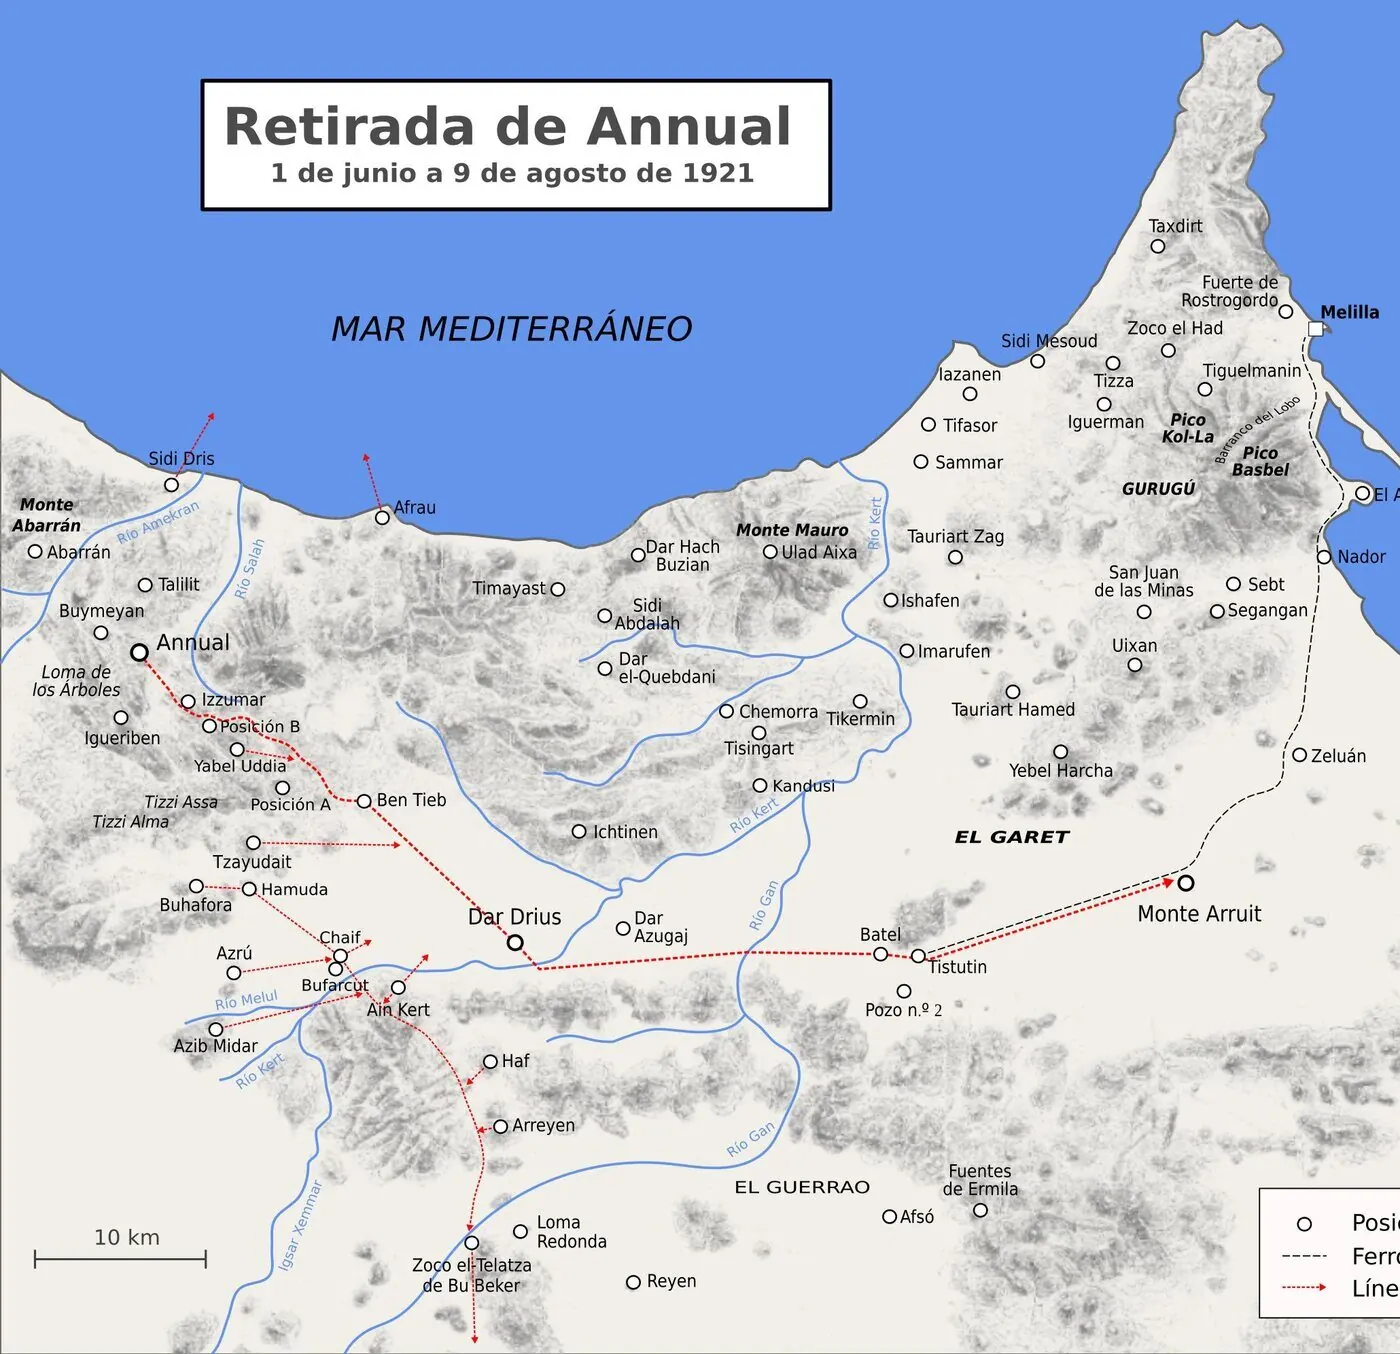 Retirada de Annual
1 de junio a 9 de agosto de 1921
MAR MEDITERRÁNEO
Taxdirt
Fuerte de
Rostrogordo
Melilla
Zoco el Had
Sidi Mesoud
Iazanen
Tizza
Tiguelmanin
Iguerman
Tifasor
Pico
Kol-La
Barranco del Lobo
Pico
Basbel
Sammar
GURUGÚ
El A
Sidi Dris
Afrau
Monte
Abarrán
Río Amekran
Abarrán
Río Salah
Talilit
Buymeyan
Annual
Loma de
los Árboles
Igueriben
Izzumar
Posición B
Yabel Uddia
Posición A
Tizzi Assa
Tizzi Alma
Ben Tieb
Timayast
Dar Hach
Buzian
Monte Mauro
Ulad Aixa
Río Kert
Sidi
Abdalah
Dar
el-Quebdani
Tauriart Zag
Ishafen
Imarufen
San Juan
de las Minas
Sebt
Segangan
Nador
Uixan
Chemorra
Tikermin
Tisingart
Kandusi
Tauriart Hamed
Yebel Harcha
Zeluán
Río Kert
Ichtinen
EL GARET
Tzayudait
Buhafora
Hamuda
Dar Drius
Dar
Azugaj
Río Gan
Batel
Tistutin
Monte Arruit
Pozo n.º 2
Chaif
Azrú
Bufarcut
Ain Kert
Río Melul
Azib Midar
Río Kert
Haf
Arreyen
Río Gan
EL GUERRAO
Fuentes
de Ermila
Afsó
Igsar Xemmar
10 km
Loma
Redonda
Zoco el-Telatza
de Bu Beker
Reyen
Posic
Ferro
Líne